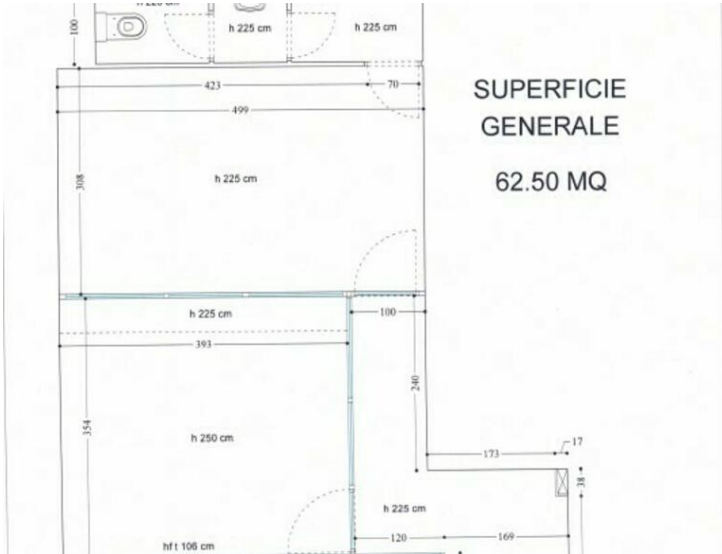 100
h 225 cm
h 225 cm
423
70
499
SUPERFICIE
GENERALE
62.50 MQ
h 225 cm
308
h 225 cm
100
393
240
354
h 250 cm
173
17
38
h 225 cm
120
169
hf t 106 cm